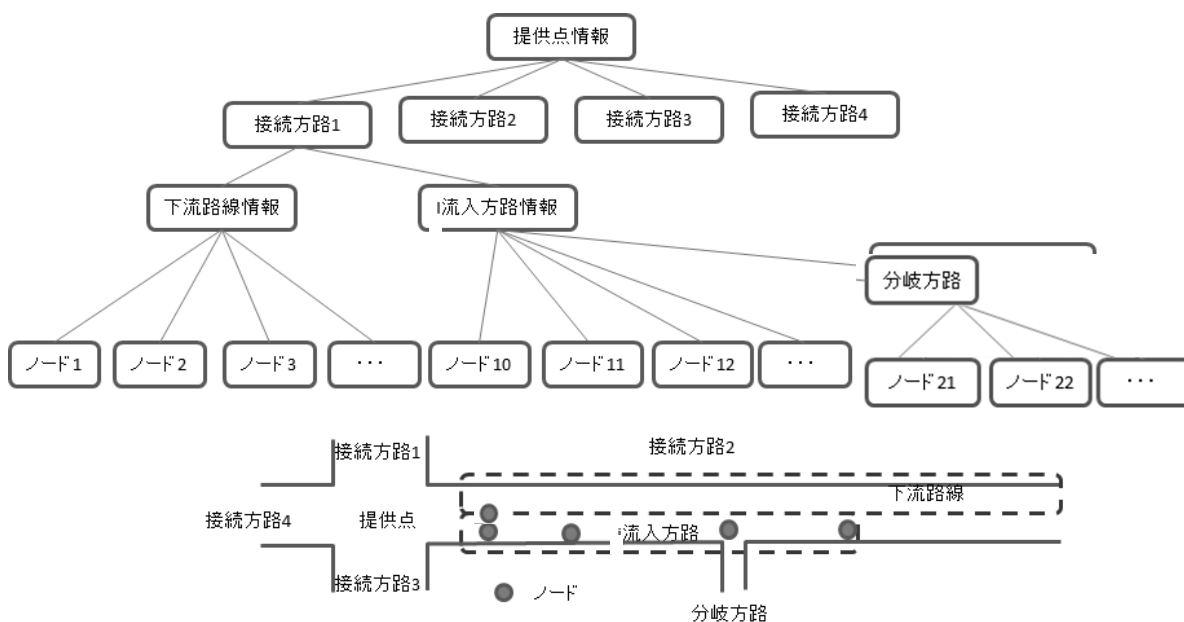 提供点情報
接続方路1
接続方路2
接続方路3
接続方路4
下流路線情報
流入方路情報
分岐方路
ノード1
ノード2
ノード3
･･･
ノード10
ノード11
ノード12
･･･
ノード21
ノード22
･･･
接続方路1
接続方路2
下流路線
接続方路4
提供点
流入方路
接続方路3
ノード
分岐方路